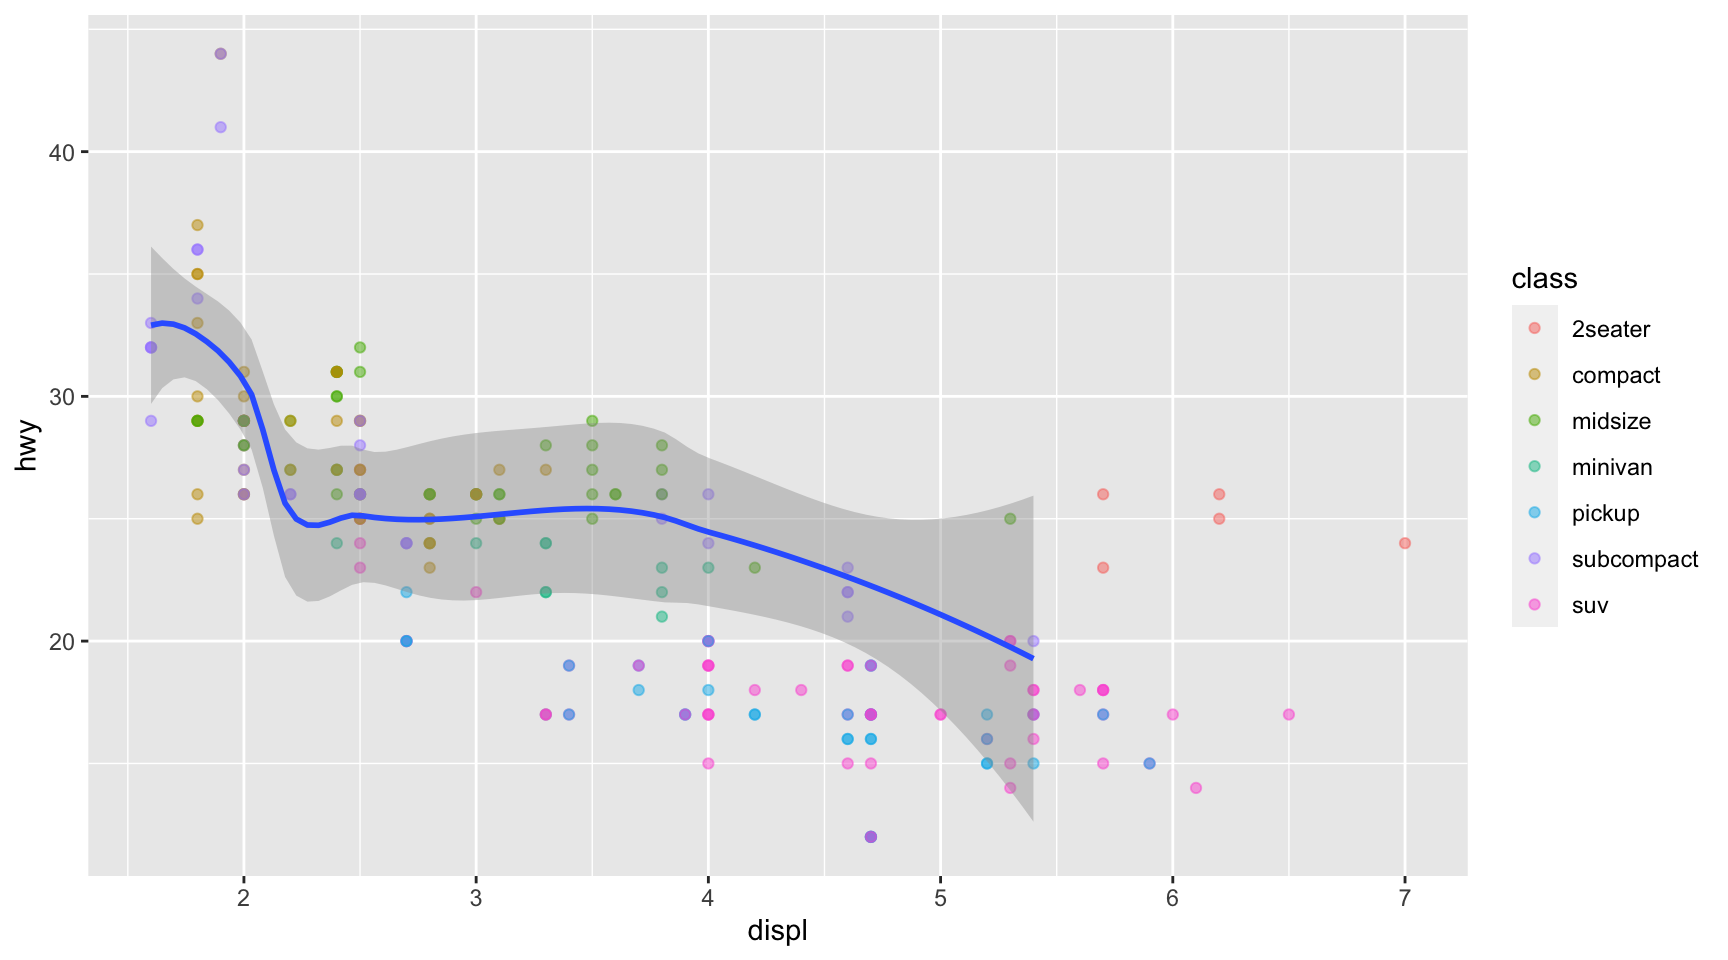 40
30
20
hwy
2 3 4 5 6 7
displ
class
2seater
compact
midsize
minivan
pickup
subcompact
suv